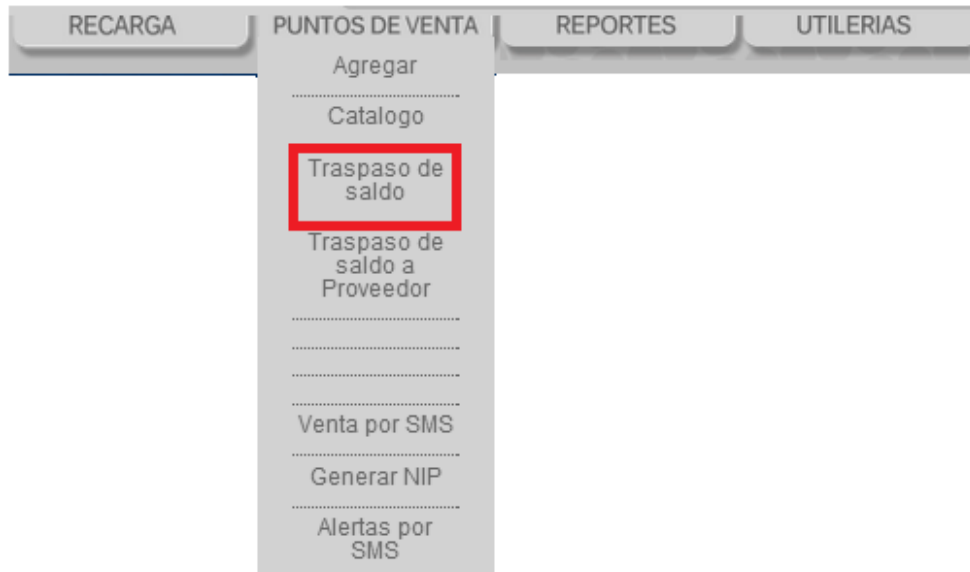 RECARGA PUNTOS DE VENTA REPORTES UTILERIAS
Agregar
Catalogo
Traspaso de
saldo
Traspaso de
saldo a
Proveedor
Venta por SMS
Generar NIP
Alertas por
SMS